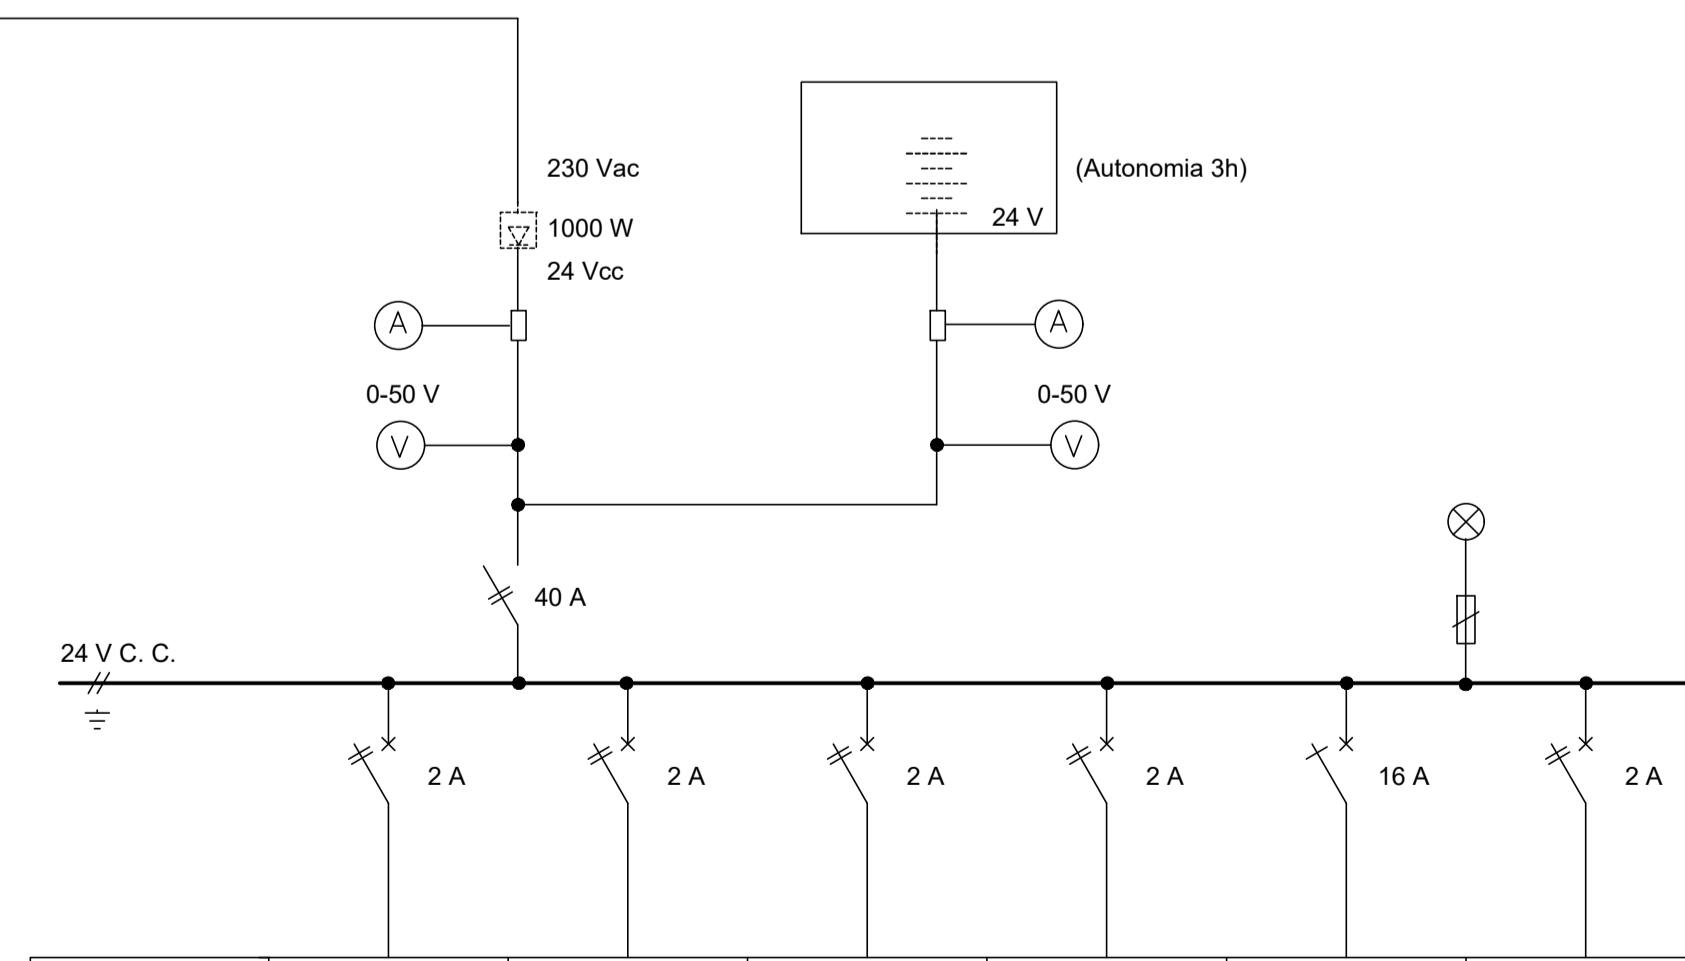 230 Vac
1000 W
24 Vcc
(Autonomia 3h)
24 V
A
A
0-50 V
0-50 V
V
V
40 A
24 V C. C.
2 A
2 A
2 A
2 A
16 A
2 A